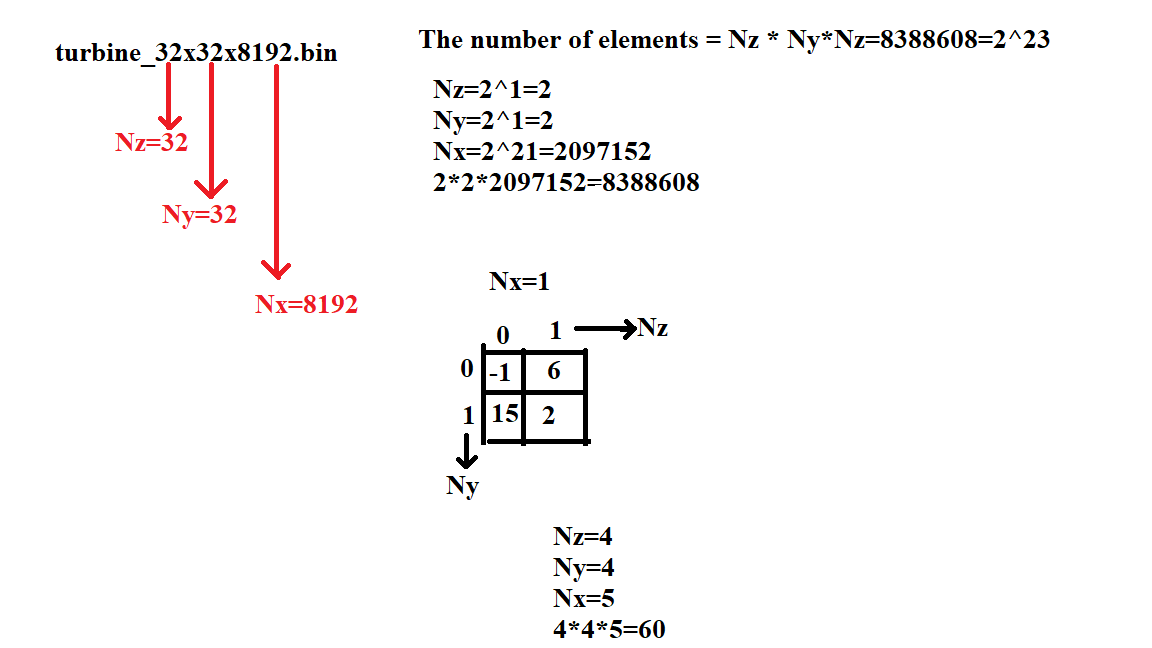 turbine_32x32x8192.bin
Nz=32
Ny=32
Nx=8192
The number of elements = Nz * Ny*Nz=8388608=2^23
Nz=2^1=2
Ny=2^1=2
Nx=2^21=2097152
2*2*2097152=8388608
Nx=1
0 1 Nz
0 -1 6
1 15 2
Ny
Nz=4
Ny=4
Nx=5
4*4*5=60